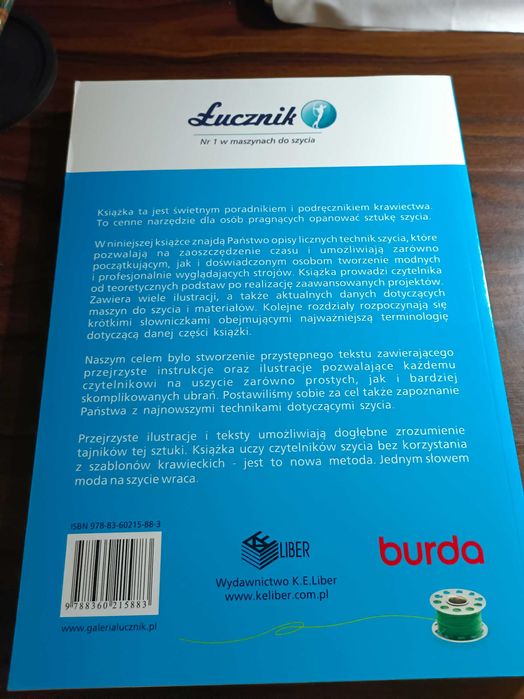 Łucznik
Nr 1 w maszynach do szycia
Książka ta jest świetnym poradnikiem i podręcznikiem krawiectwa.
To cenne narzędzie dla osób pragnących opanować sztukę szycia.
W niniejszej książce znajdą Państwo opisy licznych technik szycia, które
pozwalają na zaoszczędzenie czasu i umożliwiają zarówno
początkującym, jak i doświadczonym osobom tworzenie modnych
i profesjonalnie wyglądających strojów. Książka prowadzi czytelnika
od teoretycznych podstaw po realizację zaawansowanych projektów.
Zawiera wiele ilustracji, a także aktualnych danych dotyczących
maszyn do szycia i materiałów. Kolejne rozdziały rozpoczynają się
krótkimi słowniczkami obejmującymi najważniejszą terminologię
dotyczącą danej części książki.
Naszym celem było stworzenie przystępnego tekstu zawierającego
przejrzyste instrukcje oraz ilustracje pozwalające każdemu
czytelnikowi na uszycie zarówno prostych, jak i bardziej
skomplikowanych ubrań. Postawiliśmy sobie za cel także zapoznanie
Państwa z najnowszymi technikami dotyczącymi szycia.
Przejrzyste ilustracje i teksty umożliwiają dogłębne zrozumienie
tajników tej sztuki. Książka uczy czytelników szycia bez korzystania
z szablonów krawieckich - jest to nowa metoda. Jednym słowem
moda na szycie wraca.
ISBN 978-83-60215-88-3
9 788360 215883
www.galerialucznik.pl
LIBER
Wydawnictwo K.E.Liber
www.keliber.com.pl
burda